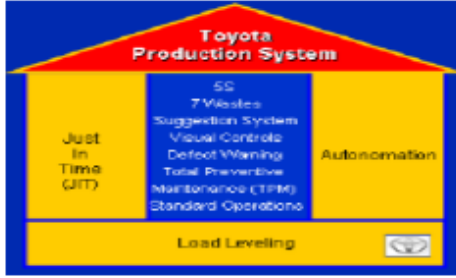 Toyota
Production System
5S
7 Wastes
Suggestion System
Visual Controls
Defect Warning
Total Preventive
Maintenance (TPM)
Standard Operations
Just
In
Time
(JIT)
Autonomation
Load Leveling